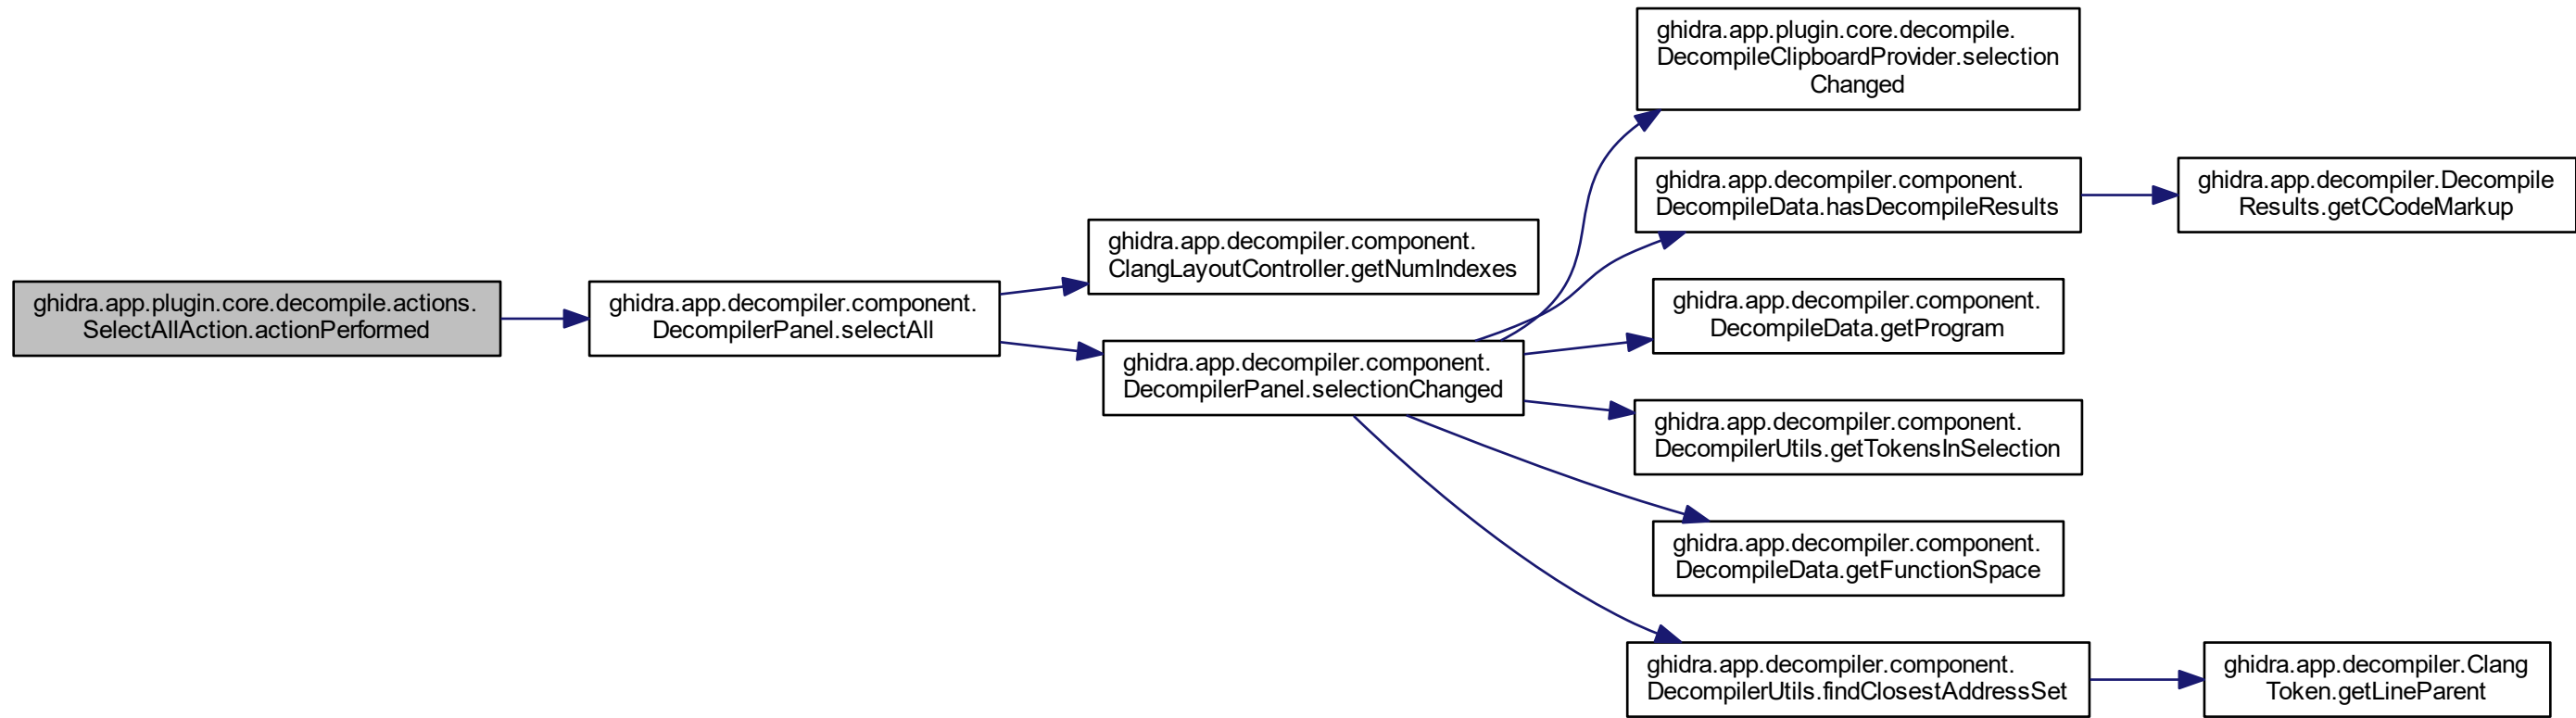 ghidra.app.plugin.core.decompile.
DecompileClipboardProvider.selection
Changed
ghidra.app.decompiler.component.
DecompileData.hasDecompileResults
ghidra.app.decompiler.Decompile
Results.getCCodeMarkup
ghidra.app.decompiler.component.
ClangLayoutController.getNumIndexes
ghidra.app.plugin.core.decompile.actions.
SelectAllAction.actionPerformed
ghidra.app.decompiler.component.
DecompilerPanel.selectAll
ghidra.app.decompiler.component.
DecompileData.getProgram
ghidra.app.decompiler.component.
DecompilerPanel.selectionChanged
ghidra.app.decompiler.component.
DecompilerUtils.getTokensInSelection
ghidra.app.decompiler.component.
DecompileData.getFunctionSpace
ghidra.app.decompiler.component.
DecompilerUtils.findClosestAddressSet
ghidra.app.decompiler.Clang
Token.getLineParent